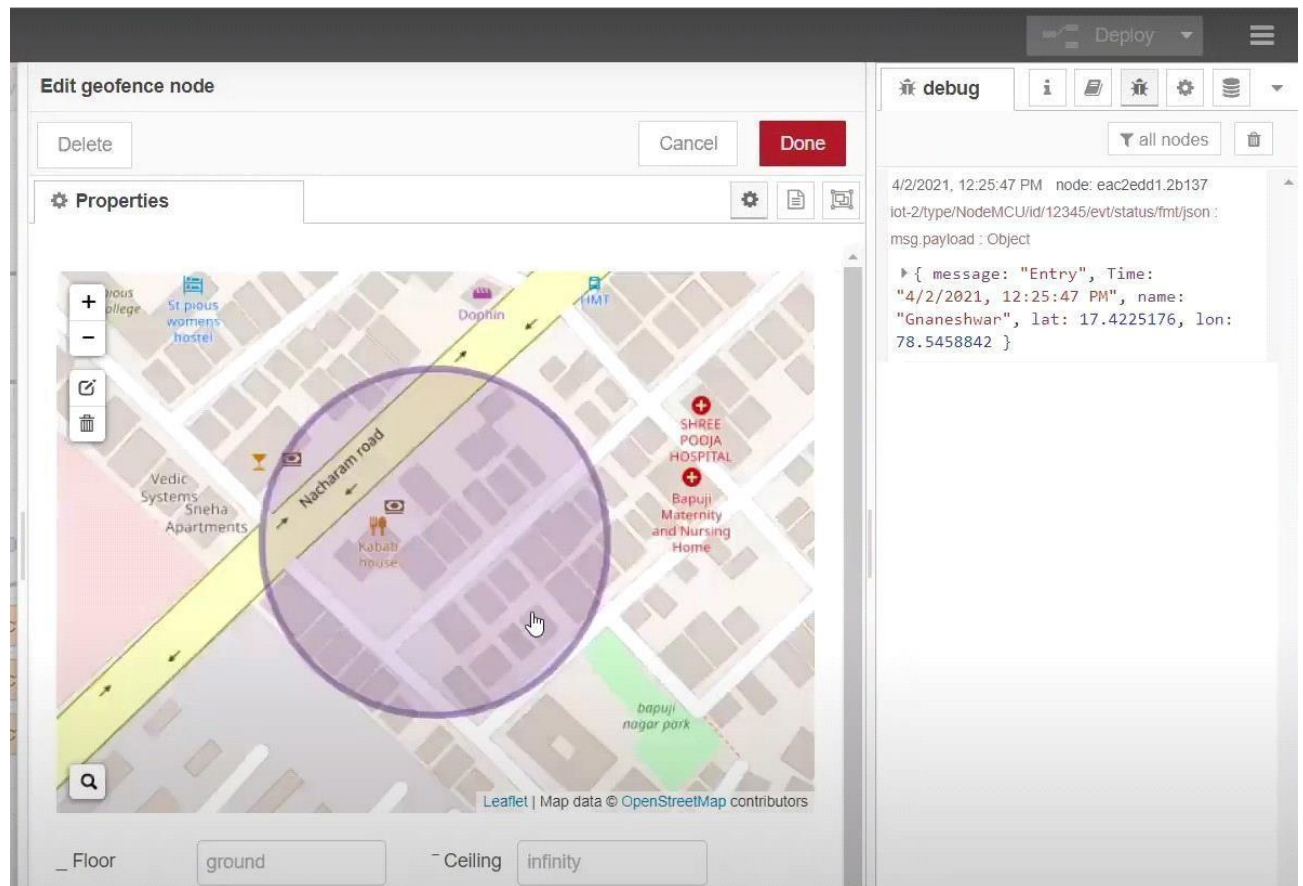 Deploy
Edit geofence node
Delete
Cancel
Done
Properties
St pious
womens
hostel
Dophin
HMT
Nacharam road
Vedic
Systems
Sneha
Apartments
Kabab
house
SHREE
POOJA
HOSPITAL
Bapuji
Maternity
and Nursing
Home
bapuji
nagar park
Leaflet | Map data © OpenStreetMap contributors
_ Floor
ground
‾ Ceiling
infinity
debug
i
all nodes
4/2/2021, 12:25:47 PM node: eac2edd1.2b137
iot-2/type/NodeMCU/id/12345/evt/status/fmt/json :
msg.payload : Object
{ message: "Entry", Time:
"4/2/2021, 12:25:47 PM", name:
"Gnaneshwar", lat: 17.4225176, lon:
78.5458842 }